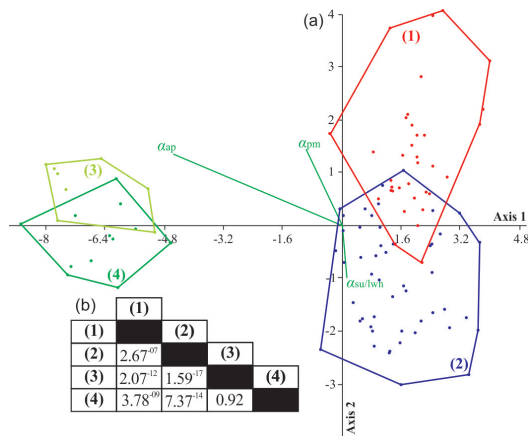 (a)
4
(1)
3
2
αap
αpm
1
(3)
Axis 1
-8 -6.4 -4.8 -3.2 -1.6 1.6 3.2 4.8
(4)
-1
αsu/lwh
(b)
(1)
(1) (2)
-2
(2) 2.67-07 (3)
(2)
(3) 2.07-12 1.59-17 (4)
-3
(4) 3.78-09 7.37-14 0.92
Axis 2